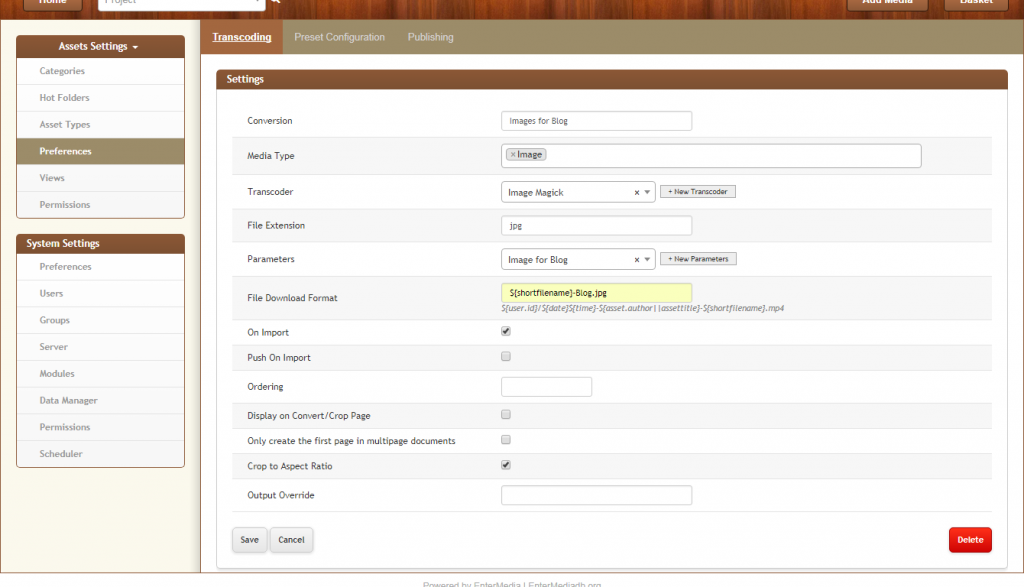 Home
Project
Add Media
Basket
Assets Settings
Categories
Hot Folders
Asset Types
Preferences
Views
Permissions
System Settings
Preferences
Users
Groups
Server
Modules
Data Manager
Permissions
Scheduler
Transcoding Preset Configuration Publishing
Settings
Conversion Images for Blog
Media Type × Image
Transcoder Image Magick × + New Transcoder
File Extension jpg
Parameters Image for Blog × + New Parameters
File Download Format ${shortfilename}-Blog.jpg
${user.id}/${date}${time}-${asset.author||assettitle}-${shortfilename}.mp4
On Import
Push On Import
Ordering
Display on Convert/Crop Page
Only create the first page in multipage documents
Crop to Aspect Ratio
Output Override
Save Cancel Delete
Powered by EnterMedia | EnterMediadb.org